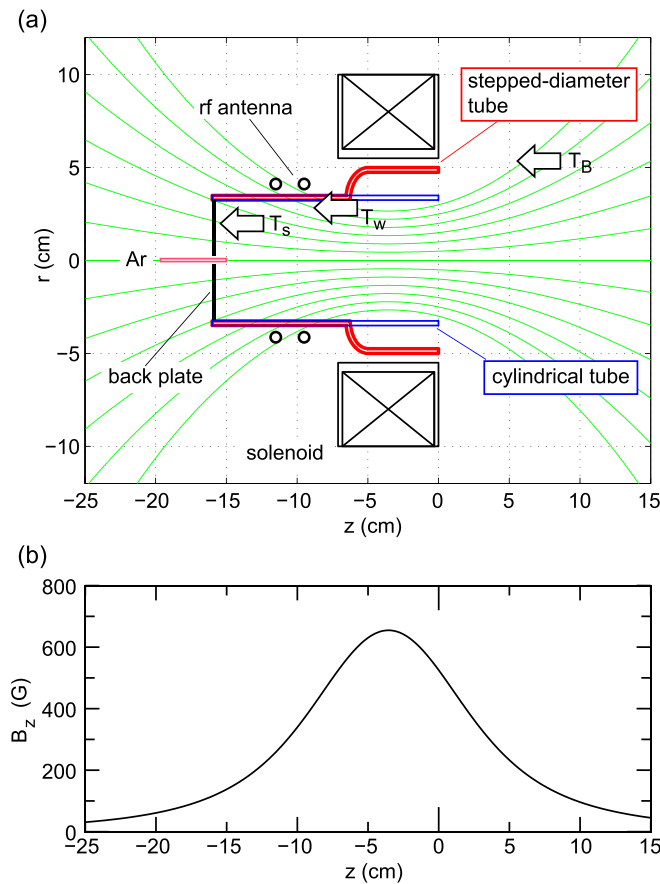 (a)
10
5
0
−5
−10
r (cm)
rf antenna
stepped-diameter
tube
T_B
T_w
T_s
Ar
back plate
cylindrical tube
solenoid
−25 −20 −15 −10 −5 0 5 10 15
z (cm)
(b)
800
600
400
200
0
B_z (G)
−25 −20 −15 −10 −5 0 5 10 15
z (cm)